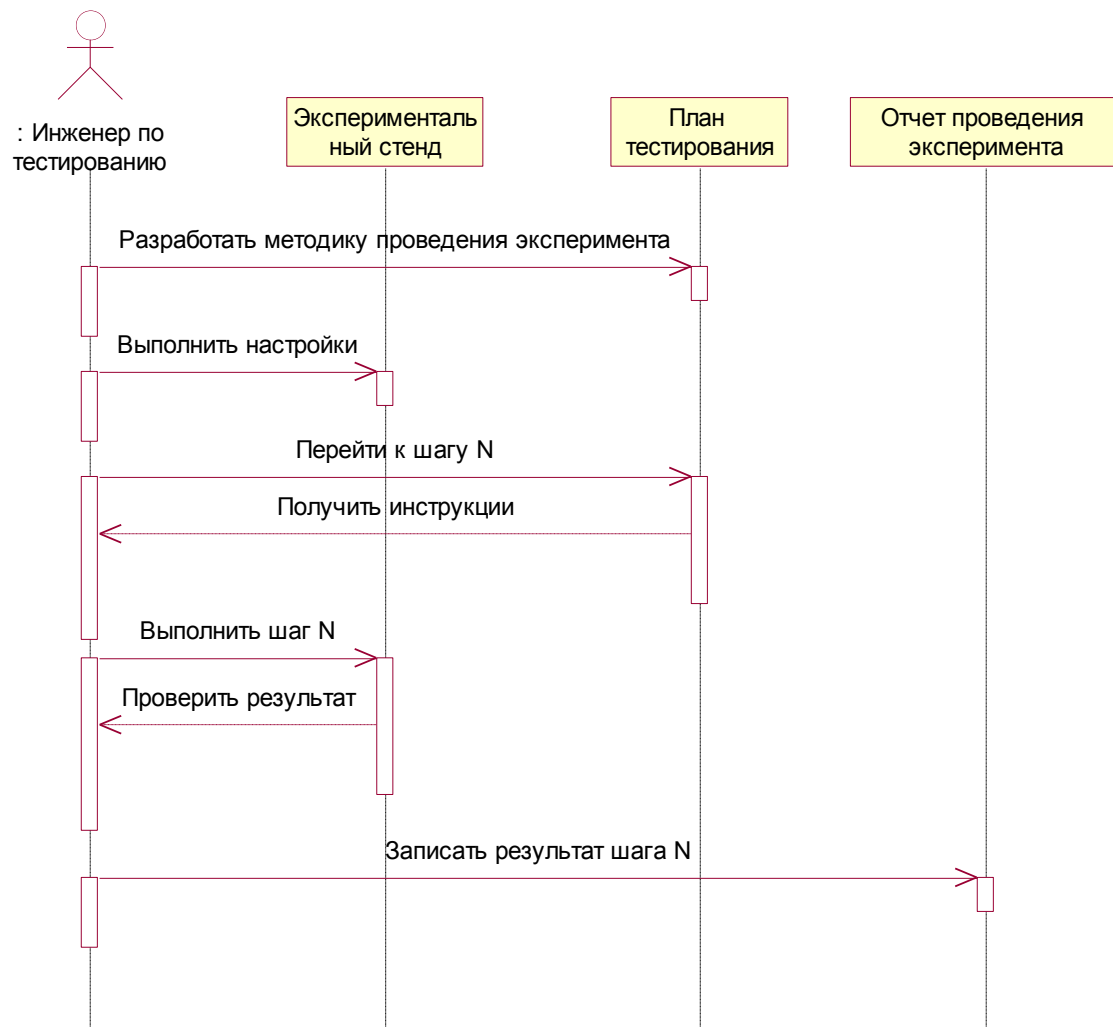 : Инженер по
тестированию
Эксперименталь
ный стенд
План
тестирования
Отчет проведения
эксперимента
Разработать методику проведения эксперимента
Выполнить настройки
Перейти к шагу N
Получить инструкции
Выполнить шаг N
Проверить результат
Записать результат шага N